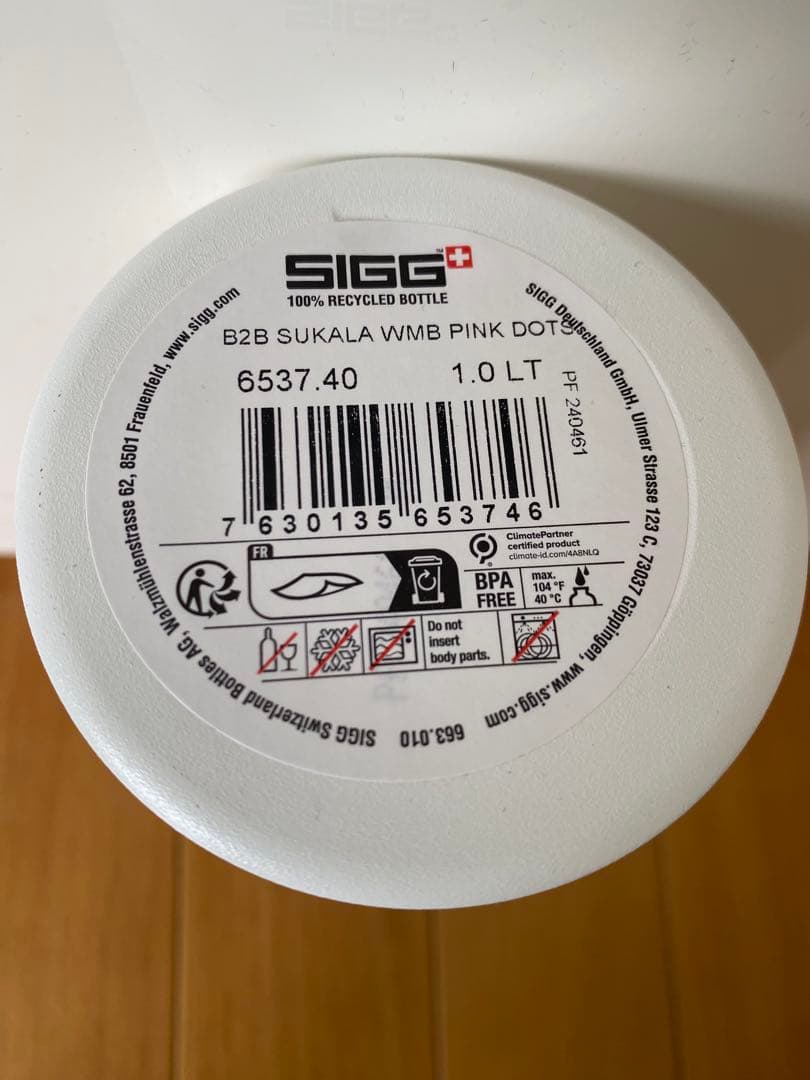 SIGG™
100% RECYCLED BOTTLE
B2B SUKALA WMB PINK DOTS
6537.40 1.0 LT
PF 240461
7 630135 653746
FR
ClimatePartner
certified product
climate-id.com/4A8NLQ
BPA
FREE
max.
104 °F
40 °C
Do not
insert
body parts.
SIGG Switzerland Bottles AG, Walzmühlenstrasse 62, 8501 Frauenfeld, www.sigg.com
SIGG Deutschland GmbH, Ulmer Strasse 123 C, 73037 Göppingen, www.sigg.com
663.010